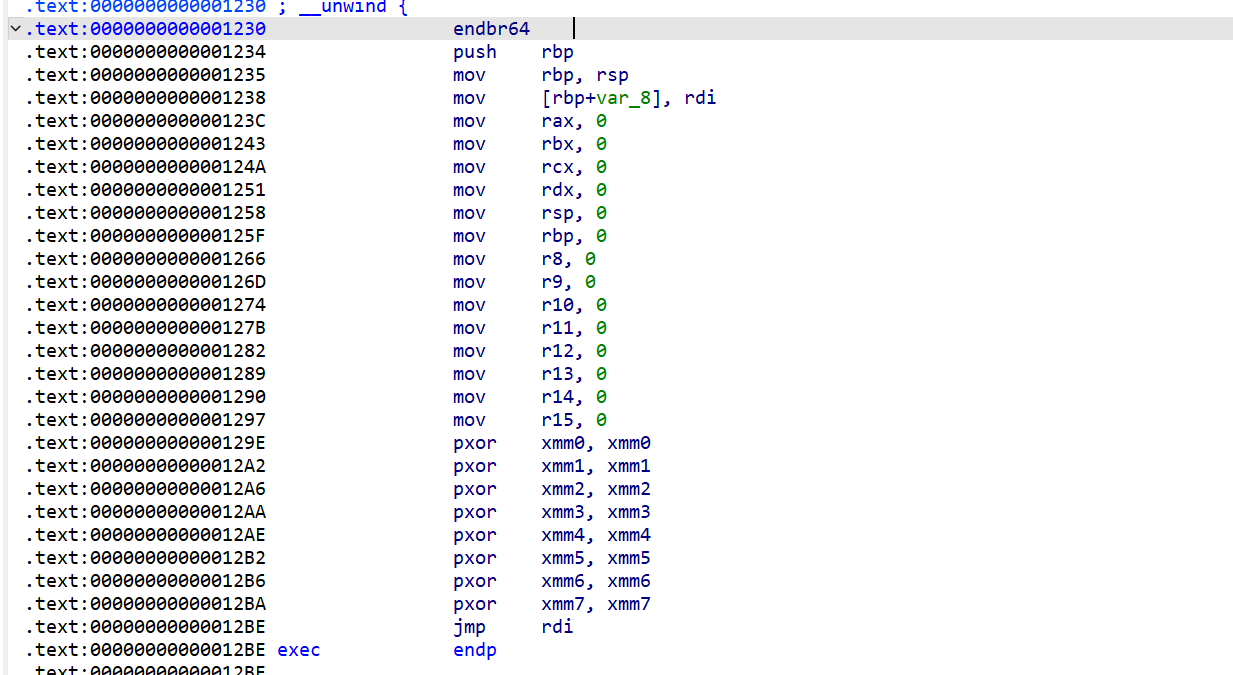 .text:0000000000001230 ; __unwind {
.text:0000000000001230 endbr64
.text:0000000000001234 push rbp
.text:0000000000001235 mov rbp, rsp
.text:0000000000001238 mov [rbp+var_8], rdi
.text:000000000000123C mov rax, 0
.text:0000000000001243 mov rbx, 0
.text:000000000000124A mov rcx, 0
.text:0000000000001251 mov rdx, 0
.text:0000000000001258 mov rsp, 0
.text:000000000000125F mov rbp, 0
.text:0000000000001266 mov r8, 0
.text:000000000000126D mov r9, 0
.text:0000000000001274 mov r10, 0
.text:000000000000127B mov r11, 0
.text:0000000000001282 mov r12, 0
.text:0000000000001289 mov r13, 0
.text:0000000000001290 mov r14, 0
.text:0000000000001297 mov r15, 0
.text:000000000000129E pxor xmm0, xmm0
.text:00000000000012A2 pxor xmm1, xmm1
.text:00000000000012A6 pxor xmm2, xmm2
.text:00000000000012AA pxor xmm3, xmm3
.text:00000000000012AE pxor xmm4, xmm4
.text:00000000000012B2 pxor xmm5, xmm5
.text:00000000000012B6 pxor xmm6, xmm6
.text:00000000000012BA pxor xmm7, xmm7
.text:00000000000012BE jmp rdi
.text:00000000000012BE exec endp
.text:00000000000012BE